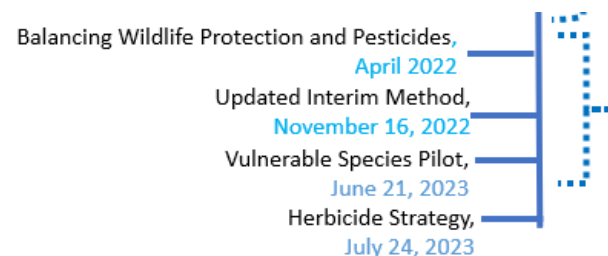 Balancing Wildlife Protection and Pesticides,
April 2022
Updated Interim Method,
November 16, 2022
Vulnerable Species Pilot,
June 21, 2023
Herbicide Strategy,
July 24, 2023